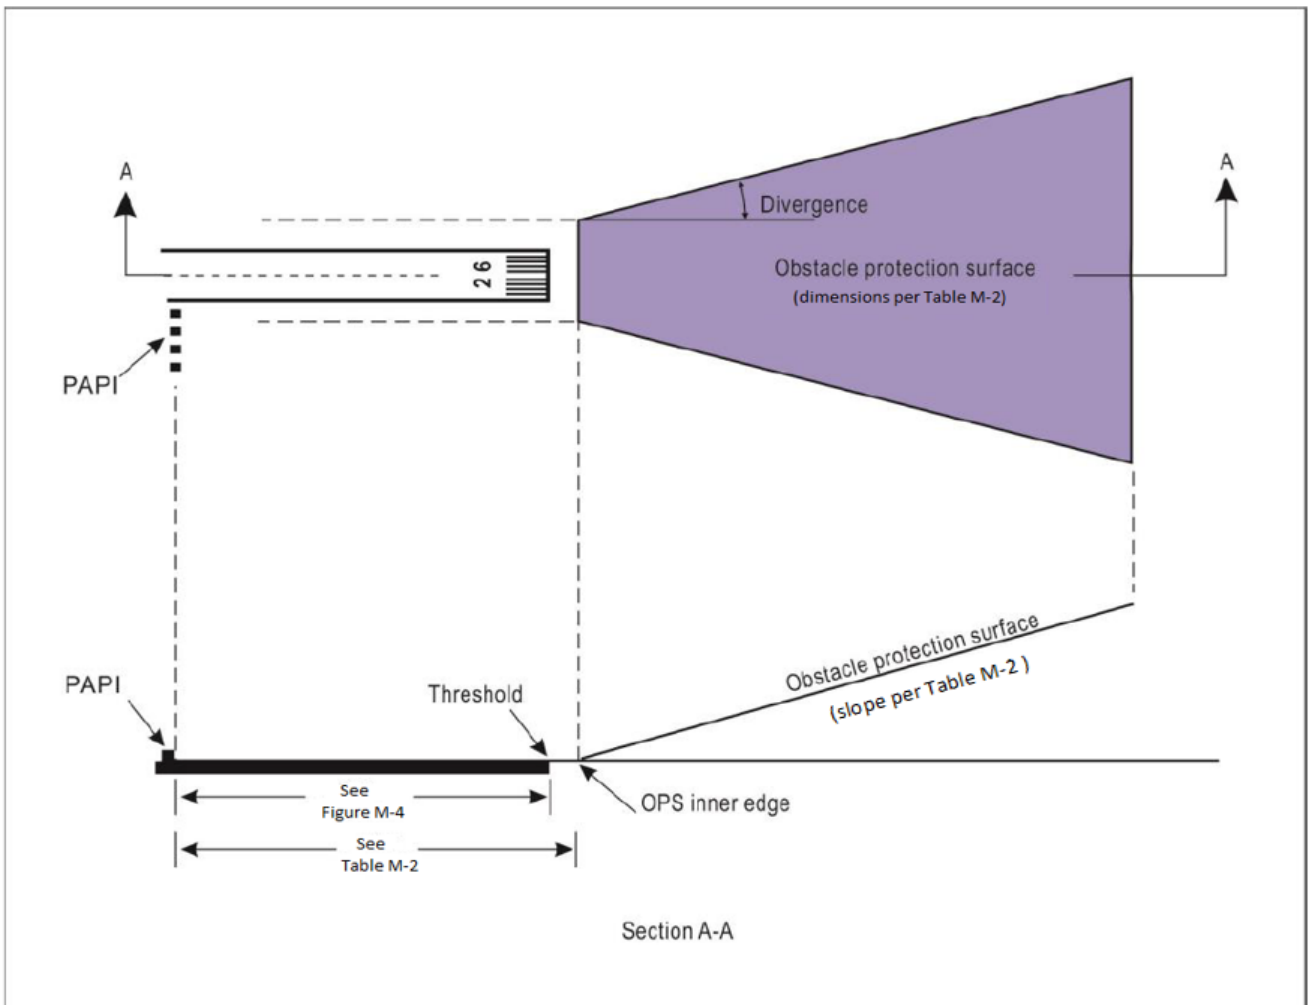 A
A
Divergence
26
Obstacle protection surface
(dimensions per Table M-2)
PAPI
Obstacle protection surface
(slope per Table M-2 )
PAPI
Threshold
See
Figure M-4
OPS inner edge
See
Table M-2
Section A-A